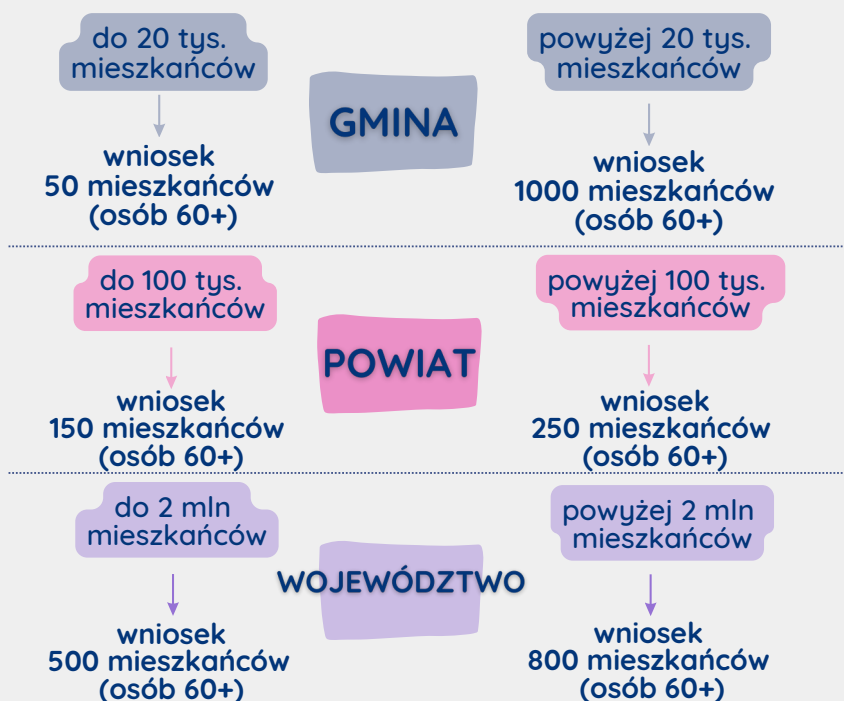 do 20 tys.
mieszkańców
GMINA
powyżej 20 tys.
mieszkańców
wniosek
50 mieszkańców
(osób 60+)
wniosek
1000 mieszkańców
(osób 60+)
do 100 tys.
mieszkańców
POWIAT
powyżej 100 tys.
mieszkańców
wniosek
150 mieszkańców
(osób 60+)
wniosek
250 mieszkańców
(osób 60+)
do 2 mln
mieszkańców
WOJEWÓDZTWO
powyżej 2 mln
mieszkańców
wniosek
500 mieszkańców
(osób 60+)
wniosek
800 mieszkańców
(osób 60+)